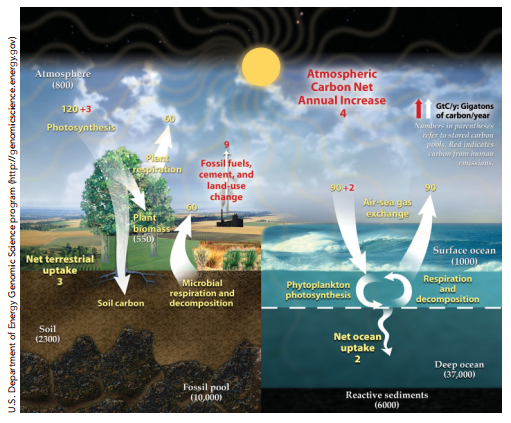 U.S. Department of Energy Genomic Science program (http://genomicscience.energy.gov)
Atmosphere
(800)
120+3
Photosynthesis
60
Plant
respiration
9
Fossil fuels,
cement, and
land-use
change
Atmospheric
Carbon Net
Annual Increase
4
GtC/y: Gigatons
of carbon/year
Numbers in parentheses
refer to stored carbon
pools. Red indicates
carbon from human
emissions.
Plant
biomass
(550)
60
90+2
Air-sea gas
exchange
90
Net terrestrial
uptake
3
Soil carbon
Microbial
respiration and
decomposition
Surface ocean
(1000)
Phytoplankton
photosynthesis
Respiration
and
decomposition
Soil
(2300)
Net ocean
uptake
2
Deep ocean
(37,000)
Fossil pool
(10,000)
Reactive sediments
(6000)